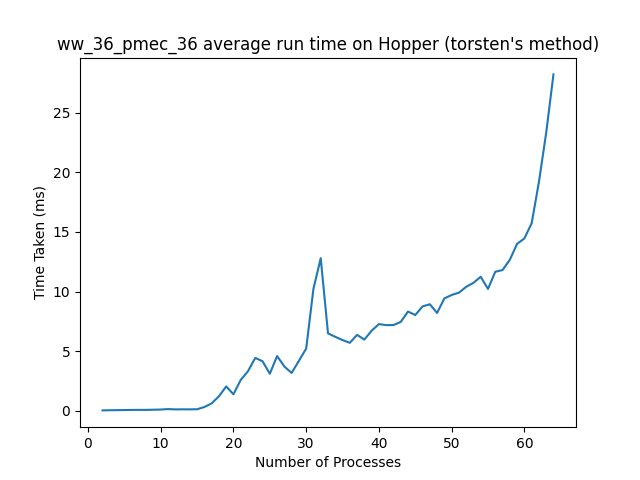 ww_36_pmec_36 average run time on Hopper (torsten's method)
Time Taken (ms)
25
20
15
10
5
0
0 10 20 30 40 50 60
Number of Processes